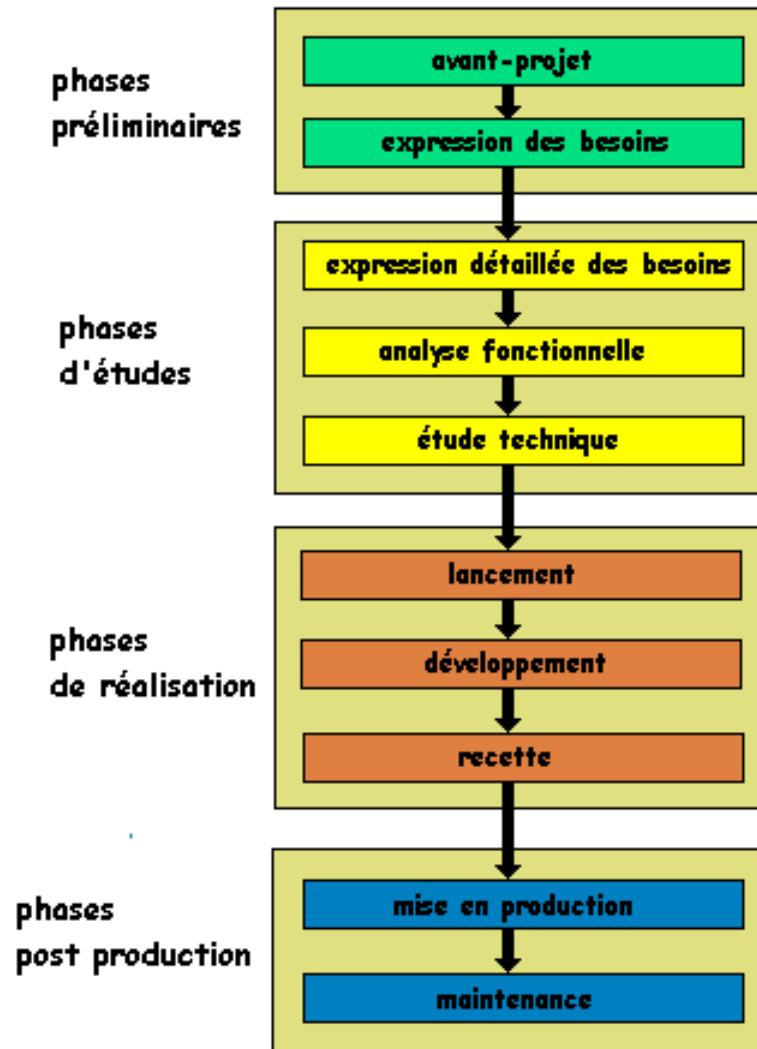 phases
préliminaires
avant-projet
expression des besoins
phases
d'études
expression détaillée des besoins
analyse fonctionnelle
étude technique
phases
de réalisation
lancement
développement
recette
phases
post production
mise en production
maintenance